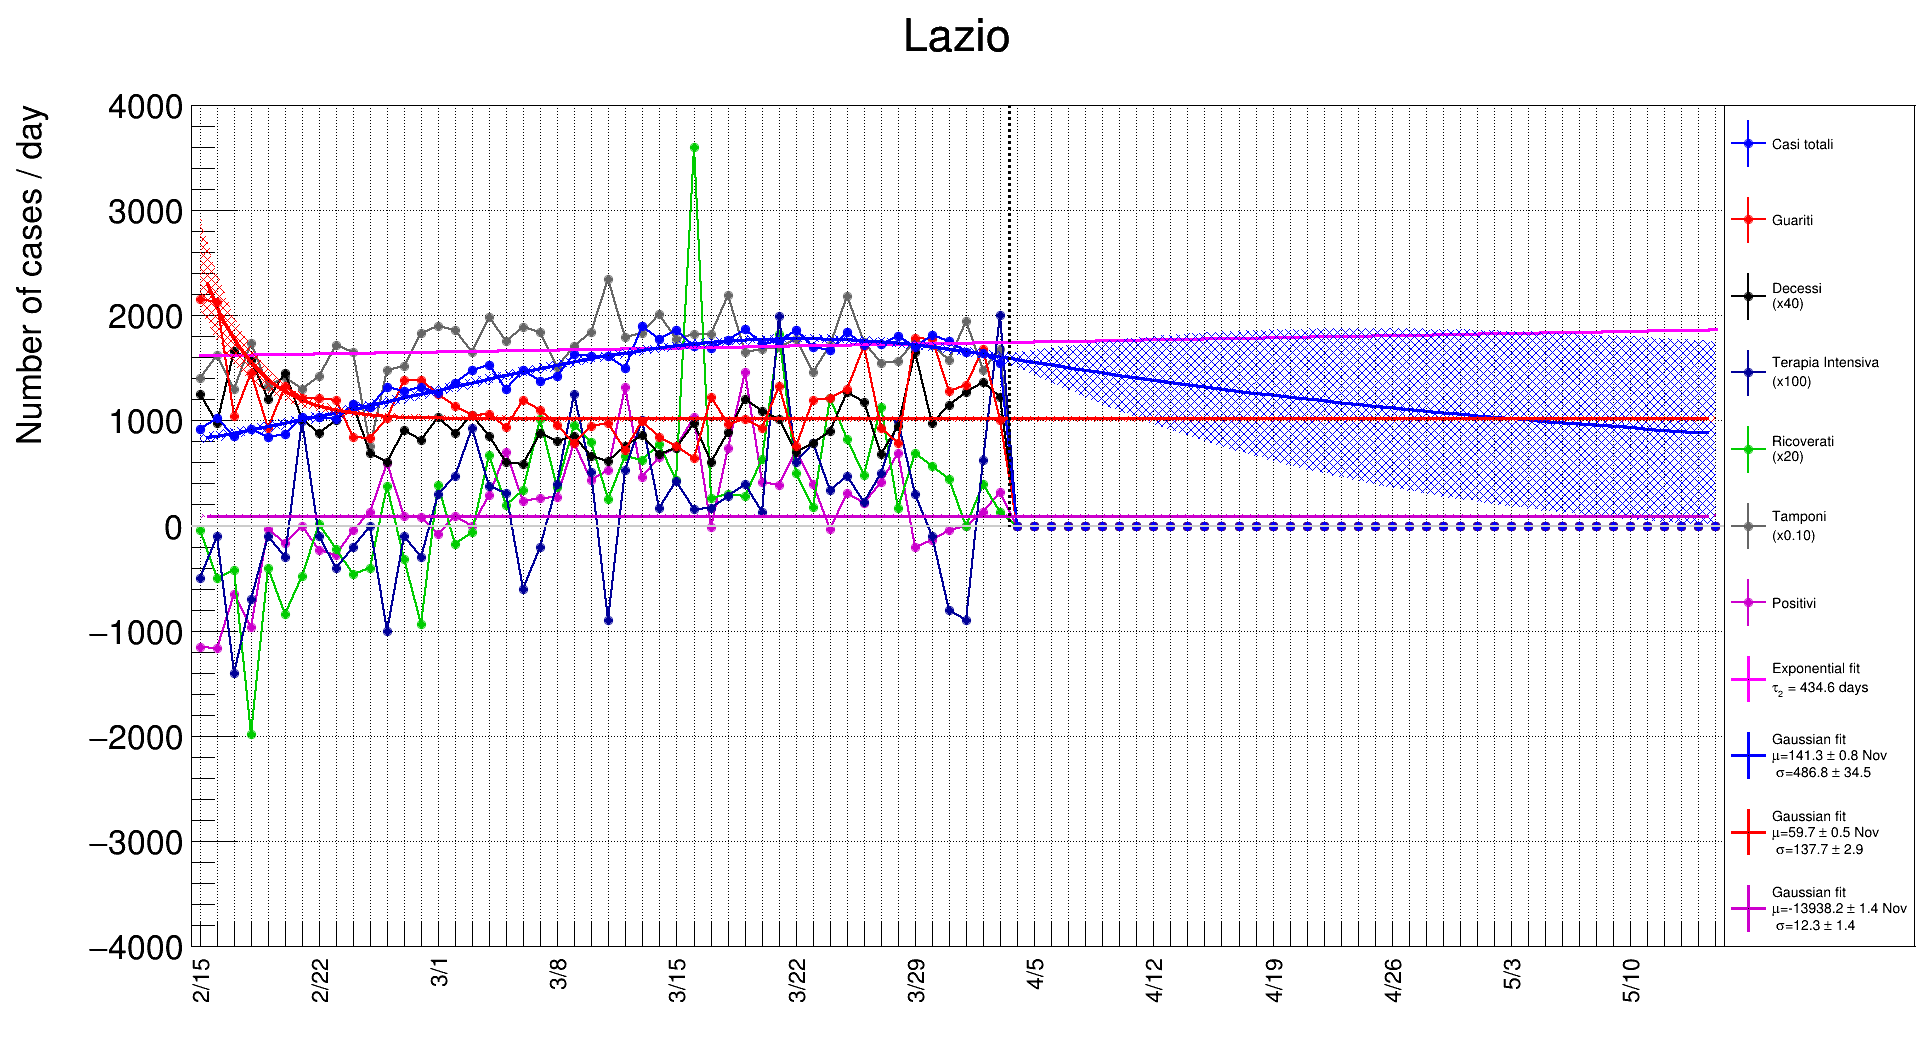 Lazio
Number of cases / day
4000
3000
2000
1000
0
−1000
−2000
−3000
−4000
2/15
2/22
3/1
3/8
3/15
3/22
3/29
4/5
4/12
4/19
4/26
5/3
5/10
Casi totali
Guariti
Decessi
(x40)
Terapia Intensiva
(x100)
Ricoverati
(x20)
Tamponi
(x0.10)
Positivi
Exponential fit
τ2 = 434.6 days
Gaussian fit
μ=141.3 ± 0.8 Nov
σ=486.8 ± 34.5
Gaussian fit
μ=59.7 ± 0.5 Nov
σ=137.7 ± 2.9
Gaussian fit
μ=-13938.2 ± 1.4 Nov
σ=12.3 ± 1.4